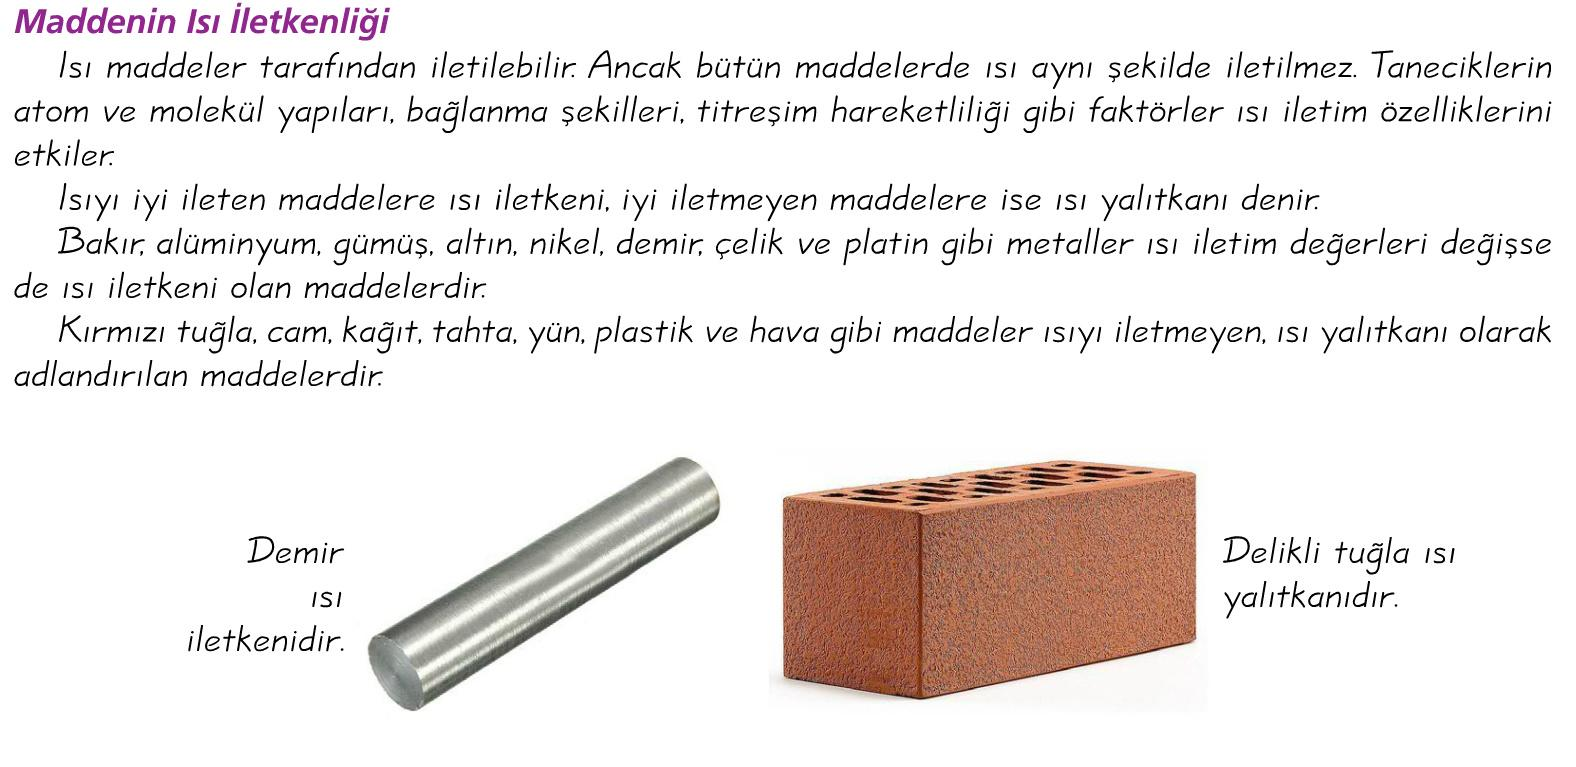 Maddenin Isı İletkenliği
Isı maddeler tarafından iletilebilir. Ancak bütün maddelerde ısı aynı şekilde iletilmez. Taneciklerin
atom ve molekül yapıları, bağlanma şekilleri, titreşim hareketliliği gibi faktörler ısı iletim özelliklerini
etkiler.
Isıyı iyi ileten maddelere ısı iletkeni, iyi iletmeyen maddelere ise ısı yalıtkanı denir.
Bakır, alüminyum, gümüş, altın, nikel, demir, çelik ve platin gibi metaller ısı iletim değerleri değişse
de ısı iletkeni olan maddelerdir.
Kırmızı tuğla, cam, kağıt, tahta, yün, plastik ve hava gibi maddeler ısıyı iletmeyen, ısı yalıtkanı olarak
adlandırılan maddelerdir.
Demir
ısı
iletkenidir.
Delikli tuğla ısı
yalıtkanıdır.